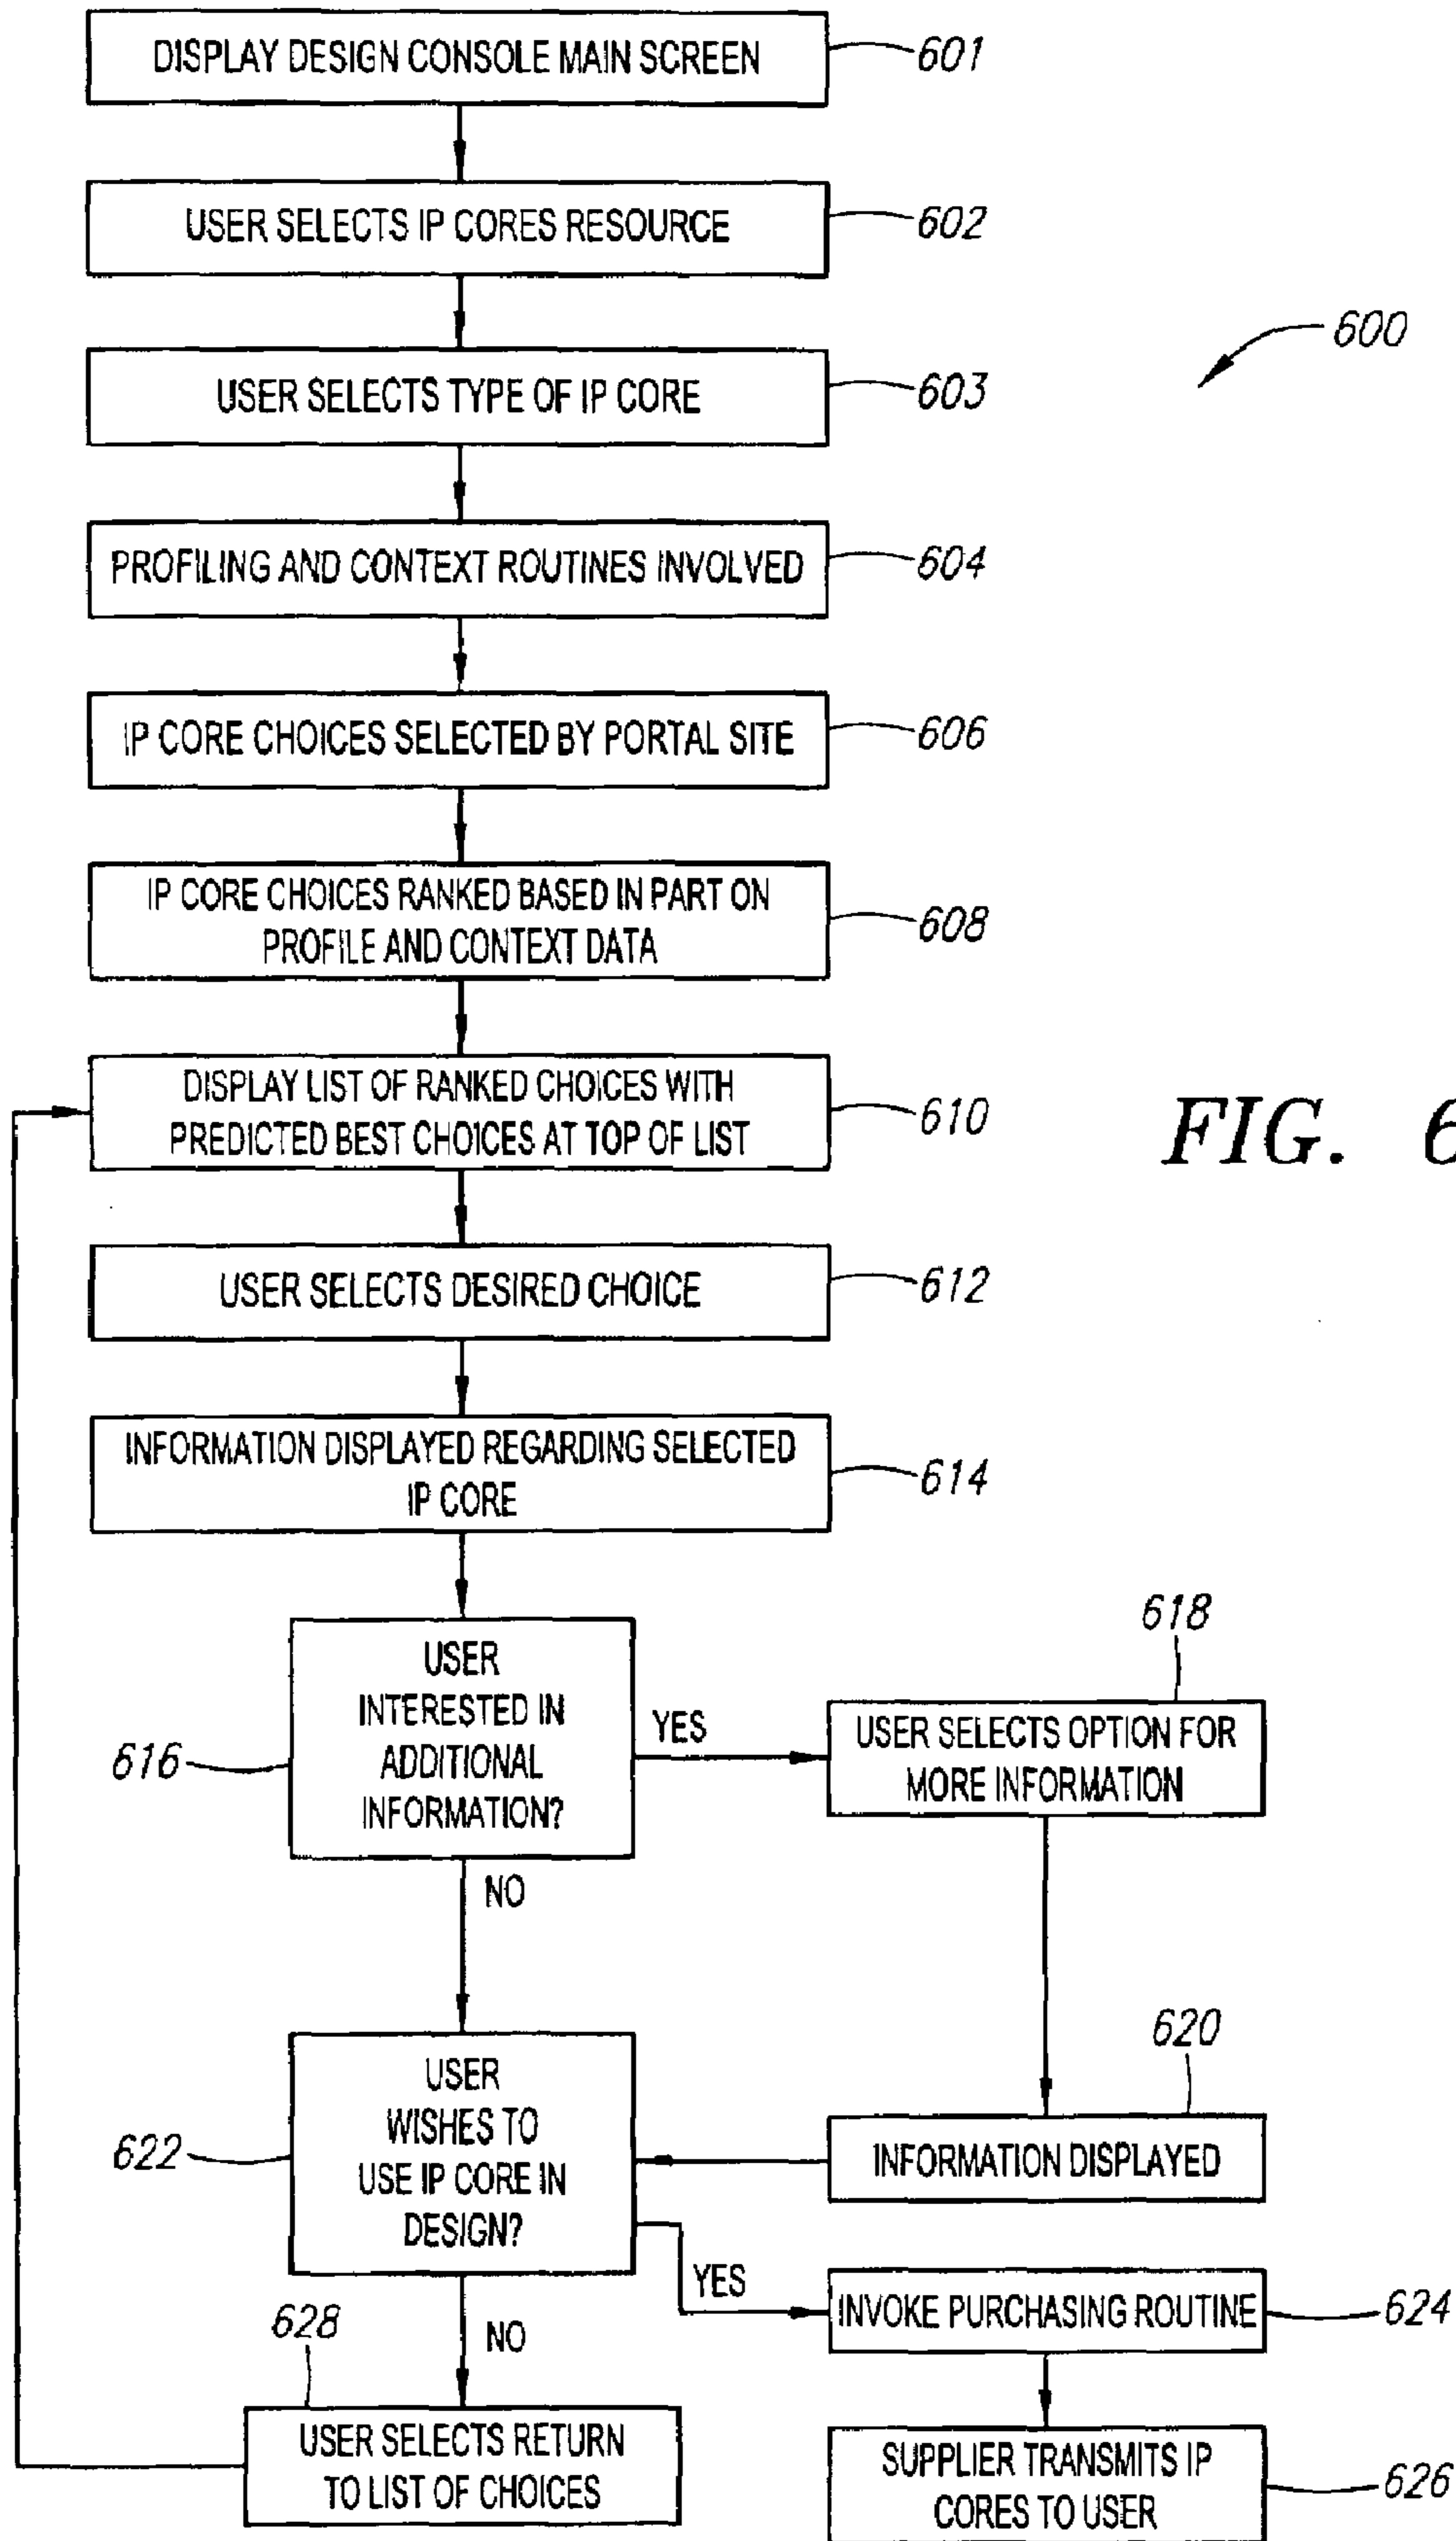 DISPLAY DESIGN CONSOLE MAIN SCREEN
601
USER SELECTS IP CORES RESOURCE
602
600
USER SELECTS TYPE OF IP CORE
603
PROFILING AND CONTEXT ROUTINES INVOLVED
604
IP CORE CHOICES SELECTED BY PORTAL SITE
606
IP CORE CHOICES RANKED BASED IN PART ON
PROFILE AND CONTEXT DATA
608
DISPLAY LIST OF RANKED CHOICES WITH
PREDICTED BEST CHOICES AT TOP OF LIST
610
FIG. 6
USER SELECTS DESIRED CHOICE
612
INFORMATION DISPLAYED REGARDING SELECTED
IP CORE
614
616
USER
INTERESTED IN
ADDITIONAL
INFORMATION?
YES
618
USER SELECTS OPTION FOR
MORE INFORMATION
NO
622
USER
WISHES TO
USE IP CORE IN
DESIGN?
620
INFORMATION DISPLAYED
YES
INVOKE PURCHASING ROUTINE
624
NO
628
USER SELECTS RETURN
TO LIST OF CHOICES
SUPPLIER TRANSMITS IP
CORES TO USER
626